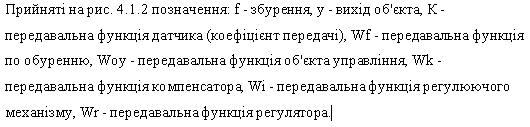 Прийняті на рис. 4.1.2 позначення: f - збурення, у - вихід об'єкта, К -
передавальна функція датчика (коефіцієнт передачі), Wf - передавальна функція
по обуренню, Wоу - передавальна функція об'єкта управління, Wk -
передавальна функція компенсатора, Wi - передавальна функція регулюючого
механізму, Wr - передавальна функція регулятора.